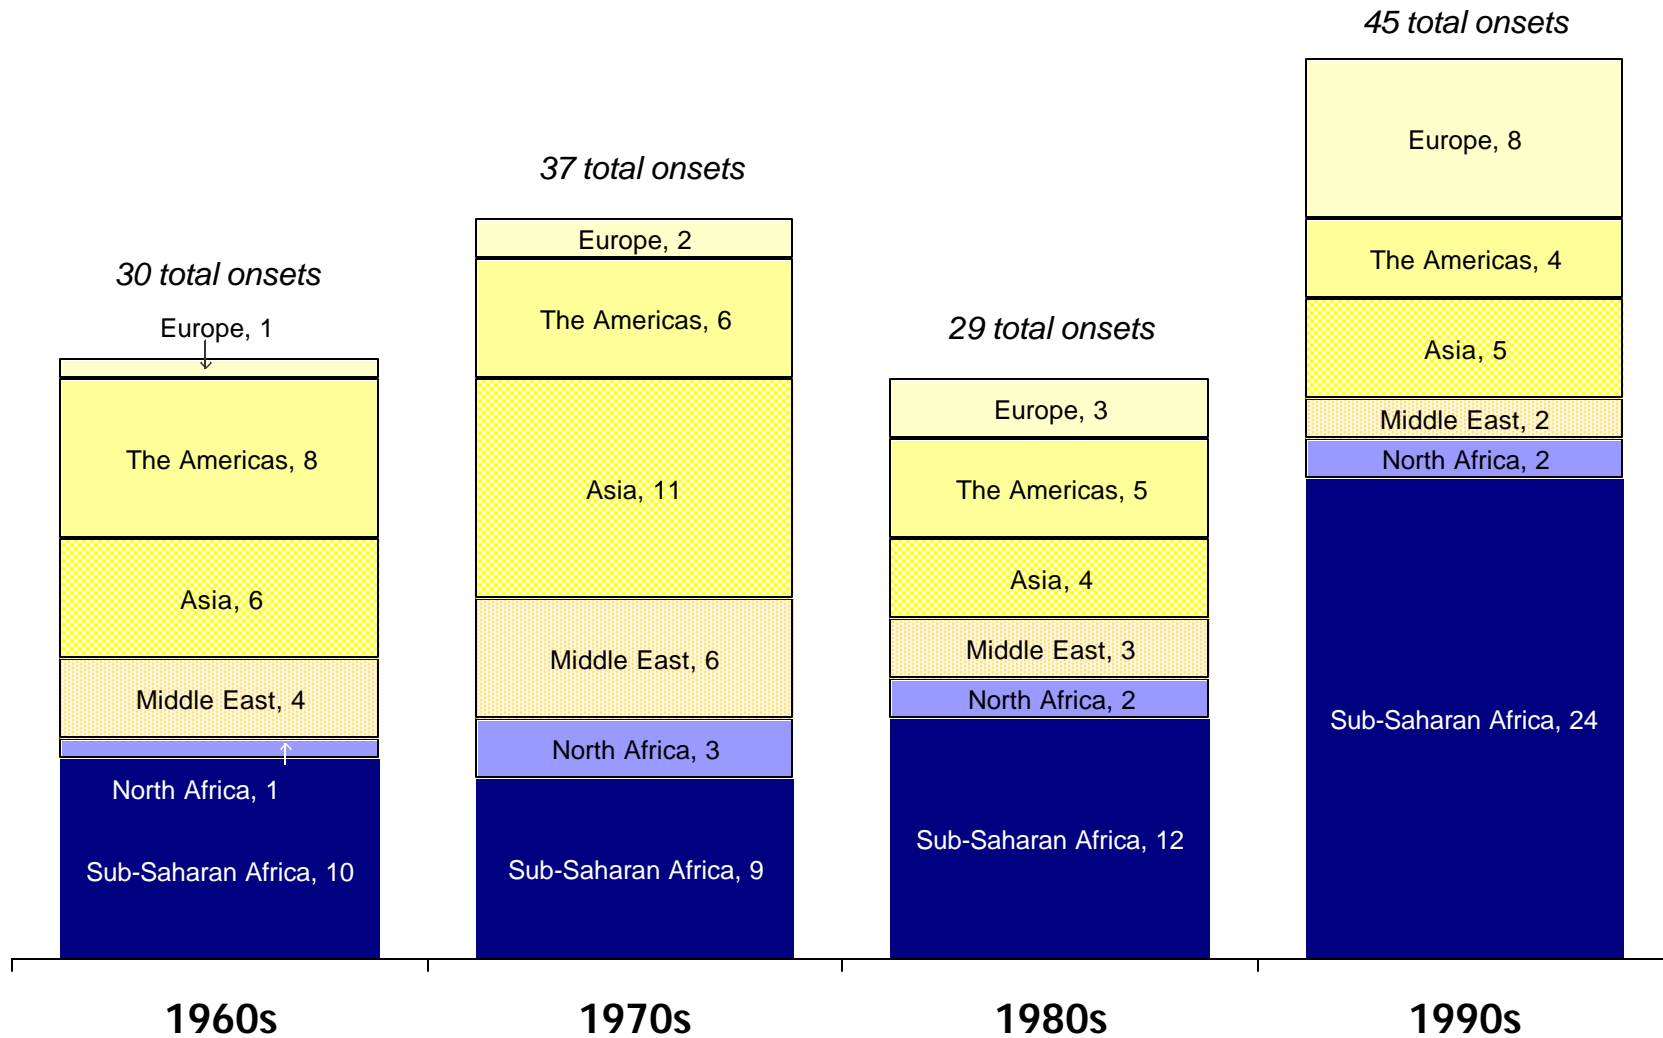 30 total onsets
Europe, 1
The Americas, 8
Asia, 6
Middle East, 4
North Africa, 1
Sub-Saharan Africa, 10
1960s
37 total onsets
Europe, 2
The Americas, 6
Asia, 11
Middle East, 6
North Africa, 3
Sub-Saharan Africa, 9
1970s
29 total onsets
Europe, 3
The Americas, 5
Asia, 4
Middle East, 3
North Africa, 2
Sub-Saharan Africa, 12
1980s
45 total onsets
Europe, 8
The Americas, 4
Asia, 5
Middle East, 2
North Africa, 2
Sub-Saharan Africa, 24
1990s